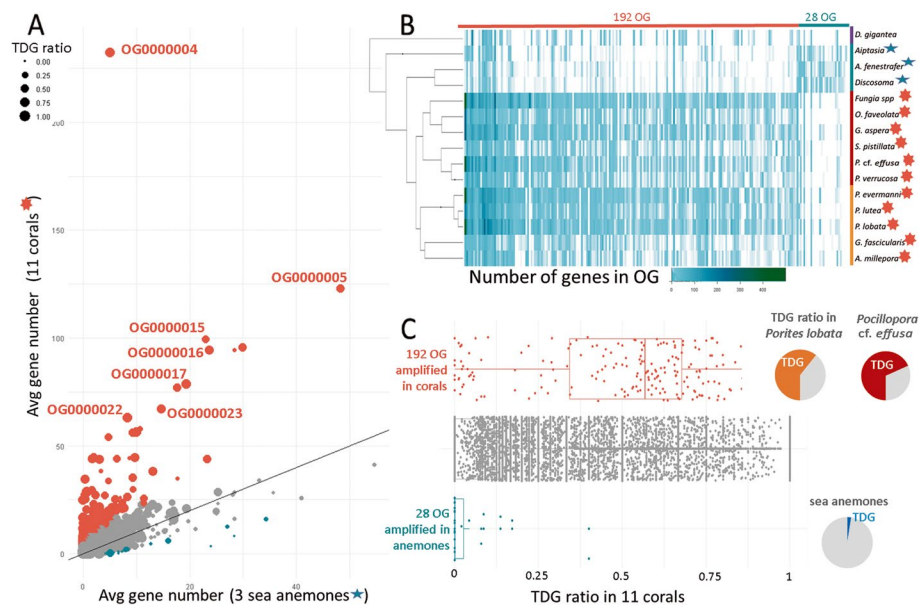 A
TDG ratio
0.00
0.25
0.50
0.75
1.00
OG0000004
OG0000005
OG0000015
OG0000016
OG0000017
OG0000022
OG0000023
200
150
100
50
0
Avg gene number (11 corals)
0
20
40
Avg gene number (3 sea anemones)
B
192 OG
28 OG
D. gigantea
Aiptasia
A. fenestrafer
Discosoma
Fungia spp
O. faveolata
G. aspera
S. pistillata
P. cf. effusa
P. verrucosa
P. evermanni
P. lutea
P. lobata
G. fascicularis
A. millepora
Number of genes in OG
0
100
200
300
400
C
192 OG
amplified
in corals
28 OG
amplified in
anemones
0
0.25
0.5
0.75
1
TDG ratio in 11 corals
TDG ratio in
Porites lobata
TDG
Pocillopora
cf. effusa
TDG
sea anemones
TDG